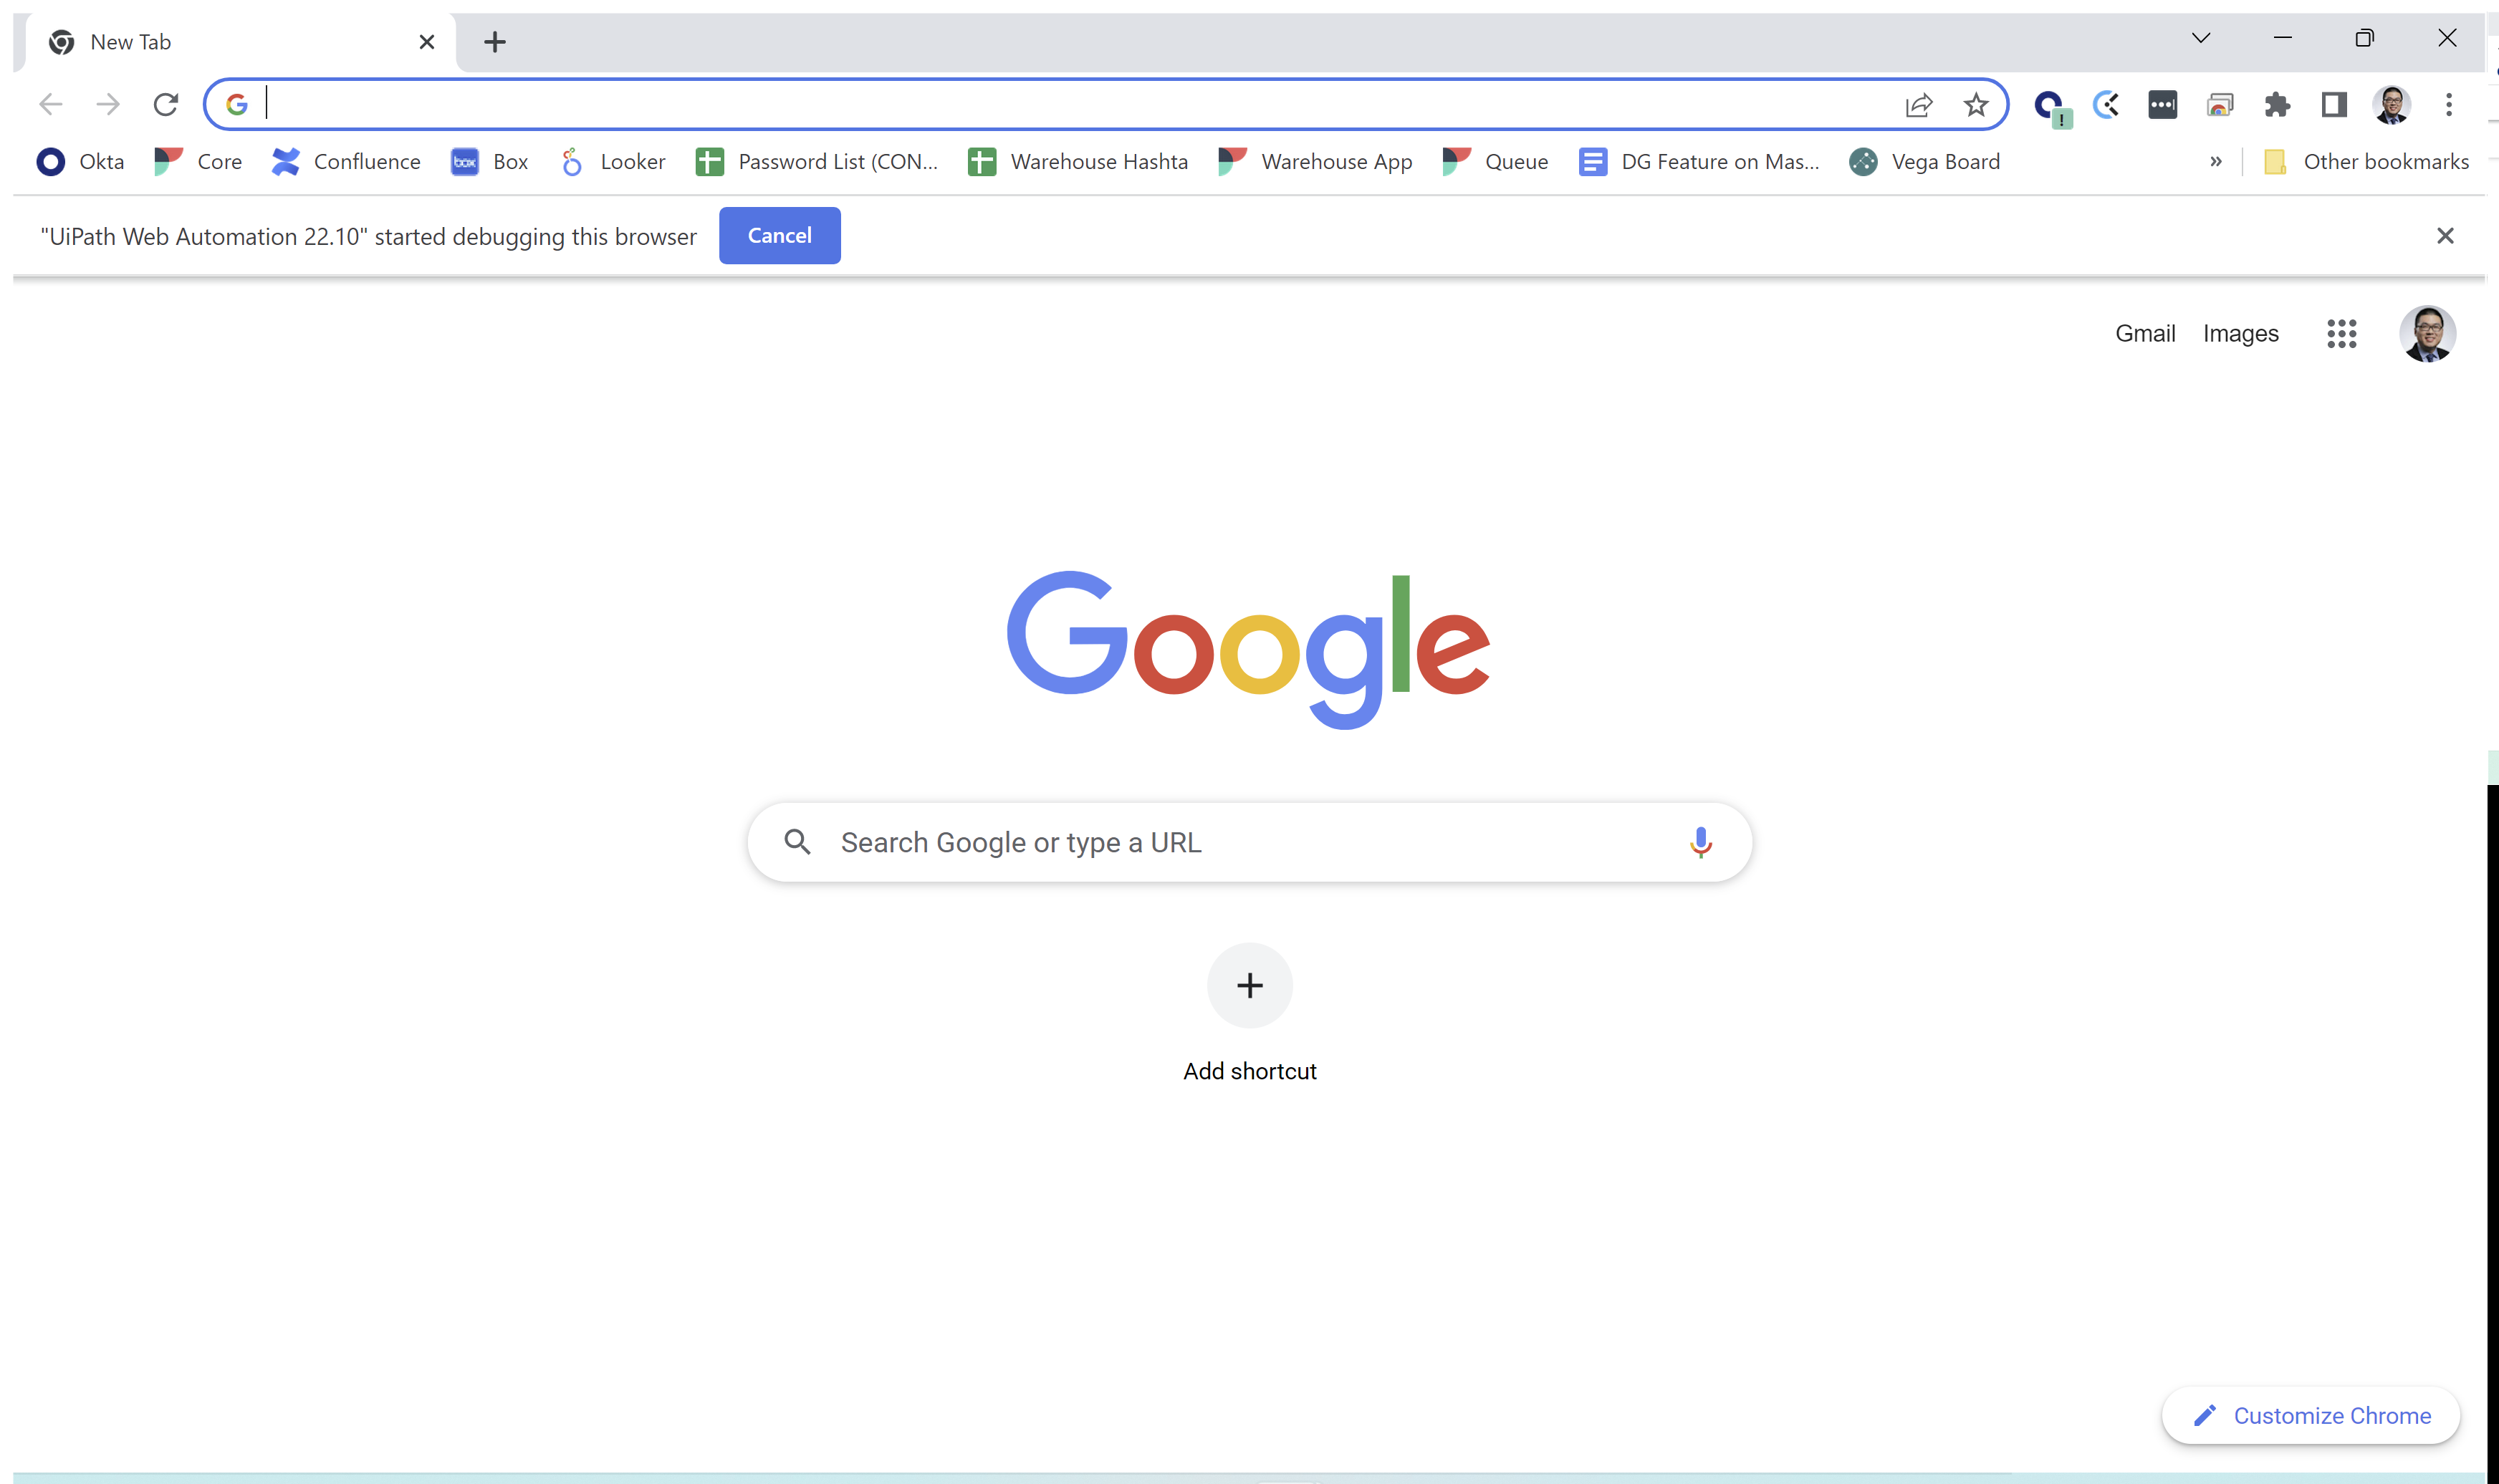 New Tab
Okta Core Confluence box Box Looker Password List (CON... Warehouse Hashta Warehouse App Queue DG Feature on Mas... Vega Board » Other bookmarks
"UiPath Web Automation 22.10" started debugging this browser Cancel
Gmail Images
Google
Search Google or type a URL
Add shortcut
Customize Chrome